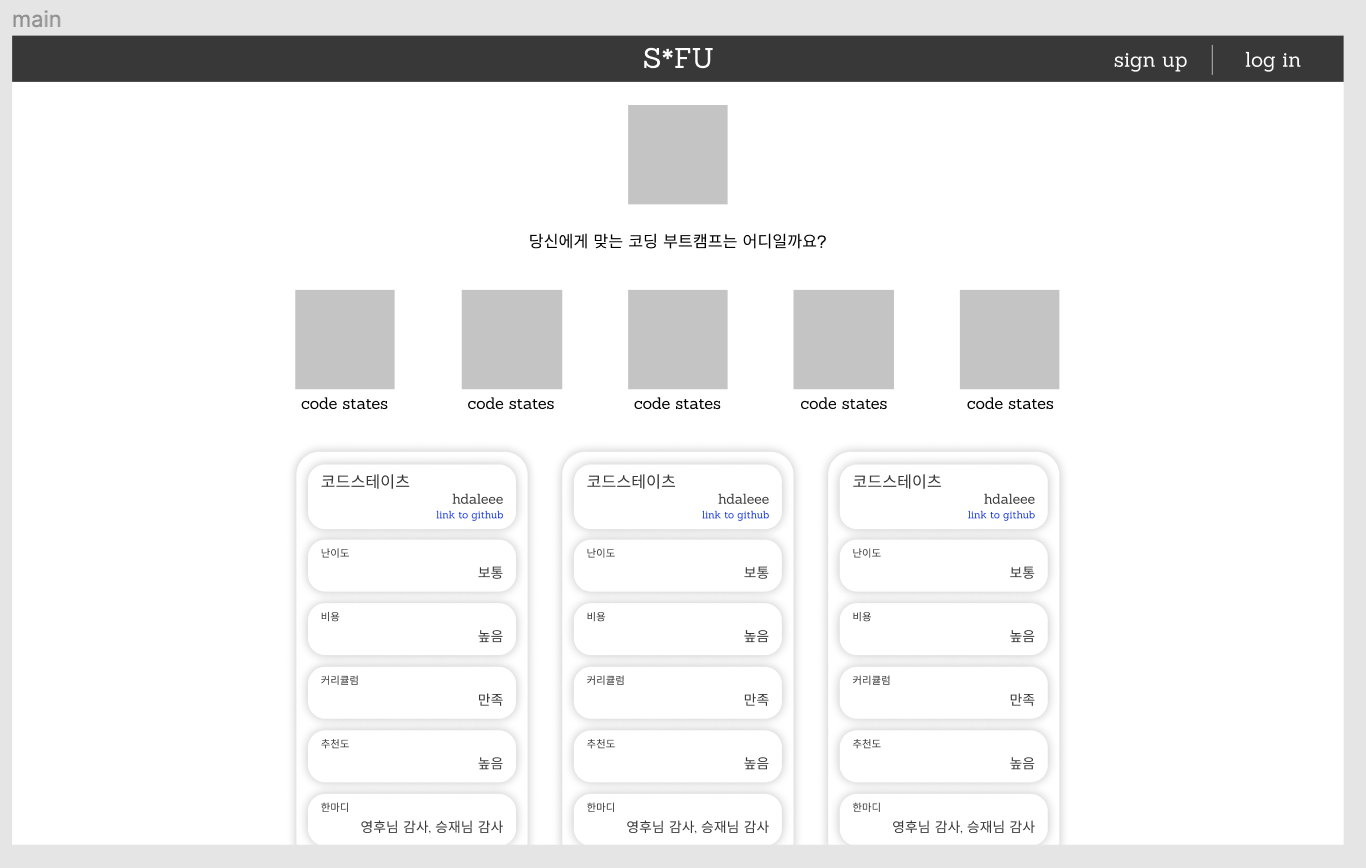 main
S*FU
sign up
log in
당신에게 맞는 코딩 부트캠프는 어디일까요?
code states
code states
code states
code states
code states
코드스테이츠
hdaleee
link to github
난이도
보통
비용
높음
커리큘럼
만족
추천도
높음
한마디
영후님 감사, 승재님 감사
코드스테이츠
hdaleee
link to github
난이도
보통
비용
높음
커리큘럼
만족
추천도
높음
한마디
영후님 감사, 승재님 감사
코드스테이츠
hdaleee
link to github
난이도
보통
비용
높음
커리큘럼
만족
추천도
높음
한마디
영후님 감사, 승재님 감사